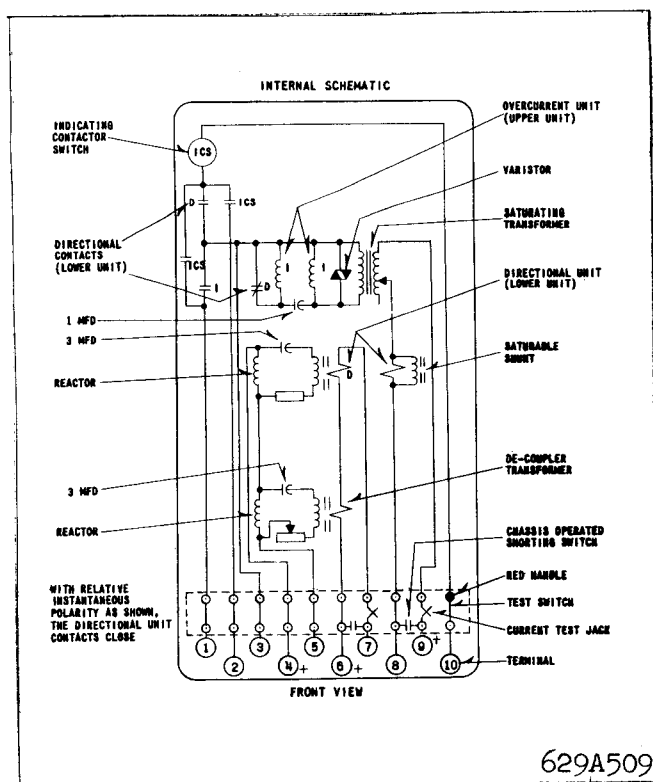 INTERNAL SCHEMATIC
INDICATING
CONTACTOR
SWITCH
ICS
OVERCURRENT UNIT
(UPPER UNIT)
VARISTOR
SATURATING
TRANSFORMER
D
ICS
DIRECTIONAL
CONTACTS
(LOWER UNIT)
ICS
I
D
I
I
DIRECTIONAL UNIT
(LOWER UNIT)
1 MFD
3 MFD
REACTOR
D
SATURABLE
SHUNT
3 MFD
REACTOR
DE-COUPLER
TRANSFORMER
CHASSIS OPERATED
SHORTING SWITCH
WITH RELATIVE
INSTANTANEOUS
POLARITY AS SHOWN,
THE DIRECTIONAL UNIT
CONTACTS CLOSE
RED HANDLE
TEST SWITCH
CURRENT TEST JACK
TERMINAL
1 2 3 4+ 5 6+ 7 8 9+ 10
FRONT VIEW
629A509